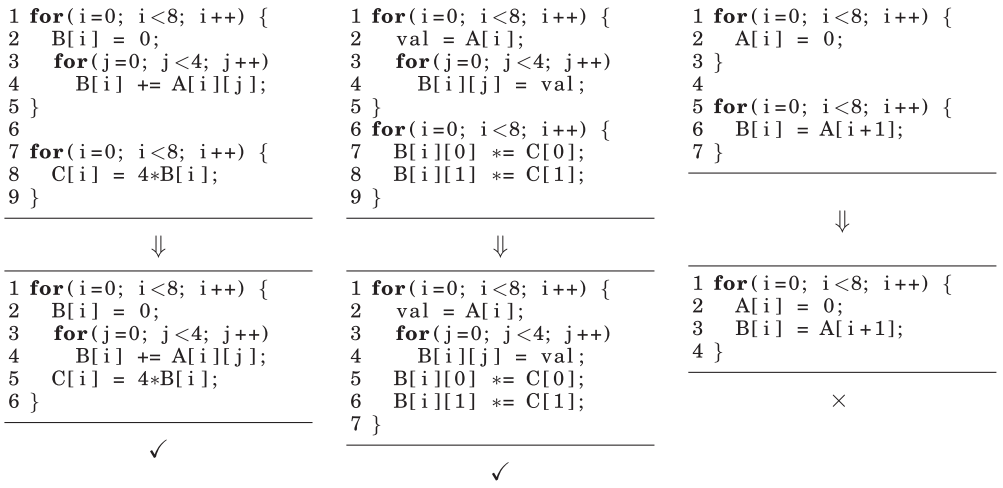 1 for(i=0; i<8; i++) {
2   B[i] = 0;
3   for(j=0; j<4; j++)
4     B[i] += A[i][j];
5 }
6
7 for(i=0; i<8; i++) {
8   C[i] = 4*B[i];
9 }
⇓
1 for(i=0; i<8; i++) {
2   B[i] = 0;
3   for(j=0; j<4; j++)
4     B[i] += A[i][j];
5   C[i] = 4*B[i];
6 }
✓
1 for(i=0; i<8; i++) {
2   val = A[i];
3   for(j=0; j<4; j++)
4     B[i][j] = val;
5 }
6 for(i=0; i<8; i++) {
7   B[i][0] *= C[0];
8   B[i][1] *= C[1];
9 }
⇓
1 for(i=0; i<8; i++) {
2   val = A[i];
3   for(j=0; j<4; j++)
4     B[i][j] = val;
5   B[i][0] *= C[0];
6   B[i][1] *= C[1];
7 }
✓
1 for(i=0; i<8; i++) {
2   A[i] = 0;
3 }
4
5 for(i=0; i<8; i++) {
6   B[i] = A[i+1];
7 }
⇓
1 for(i=0; i<8; i++) {
2   A[i] = 0;
3   B[i] = A[i+1];
4 }
×